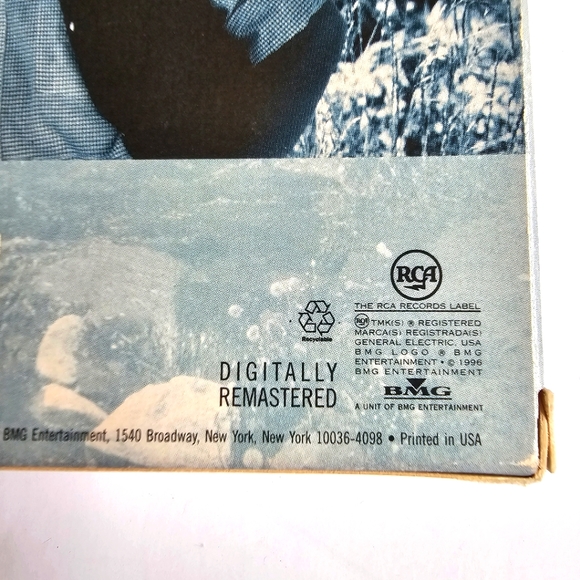 RCA
THE RCA RECORDS LABEL
TMK(S) ® REGISTERED
MARCA(S) REGISTRADA(S)
GENERAL ELECTRIC, USA
BMG LOGO ® BMG
ENTERTAINMENT • © 1996
BMG ENTERTAINMENT
BMG
A UNIT OF BMG ENTERTAINMENT
Recyclable
DIGITALLY
REMASTERED
BMG Entertainment, 1540 Broadway, New York, New York 10036-4098 • Printed in USA